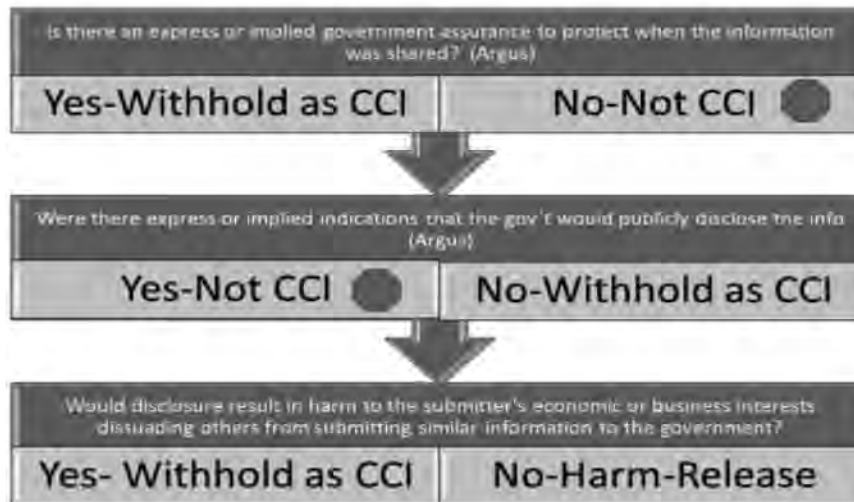 Is there an express or implied government assurance to protect when the information
was shared? (Argus)
Yes-Withhold as CCI No-Not CCI
Were there express or implied indications that the gov't would publicly disclose the info
(Argus)
Yes-Not CCI No-Withhold as CCI
Would disclosure result in harm to the submitter's economic or business interests
dissuading others from submitting similar information to the government?
Yes- Withhold as CCI No-Harm-Release